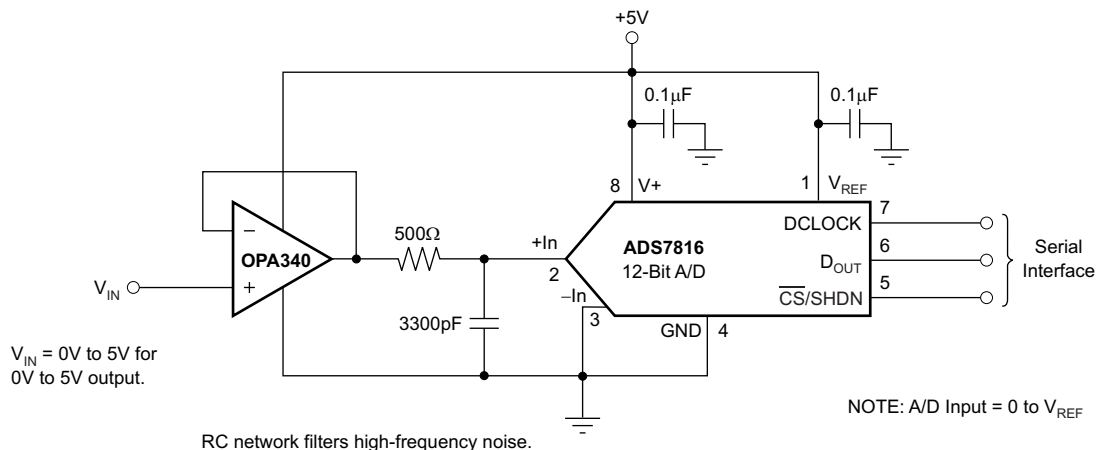 +5V
0.1μF
0.1μF
8
V+
1
VREF
−
OPA340
+
VIN
500Ω
3300pF
+In
2
−In
3
ADS7816
12-Bit A/D
GND
4
DCLOCK
7
DOUT
6
CS/SHDN
5
Serial
Interface
VIN = 0V to 5V for
0V to 5V output.
NOTE: A/D Input = 0 to VREF
RC network filters high-frequency noise.